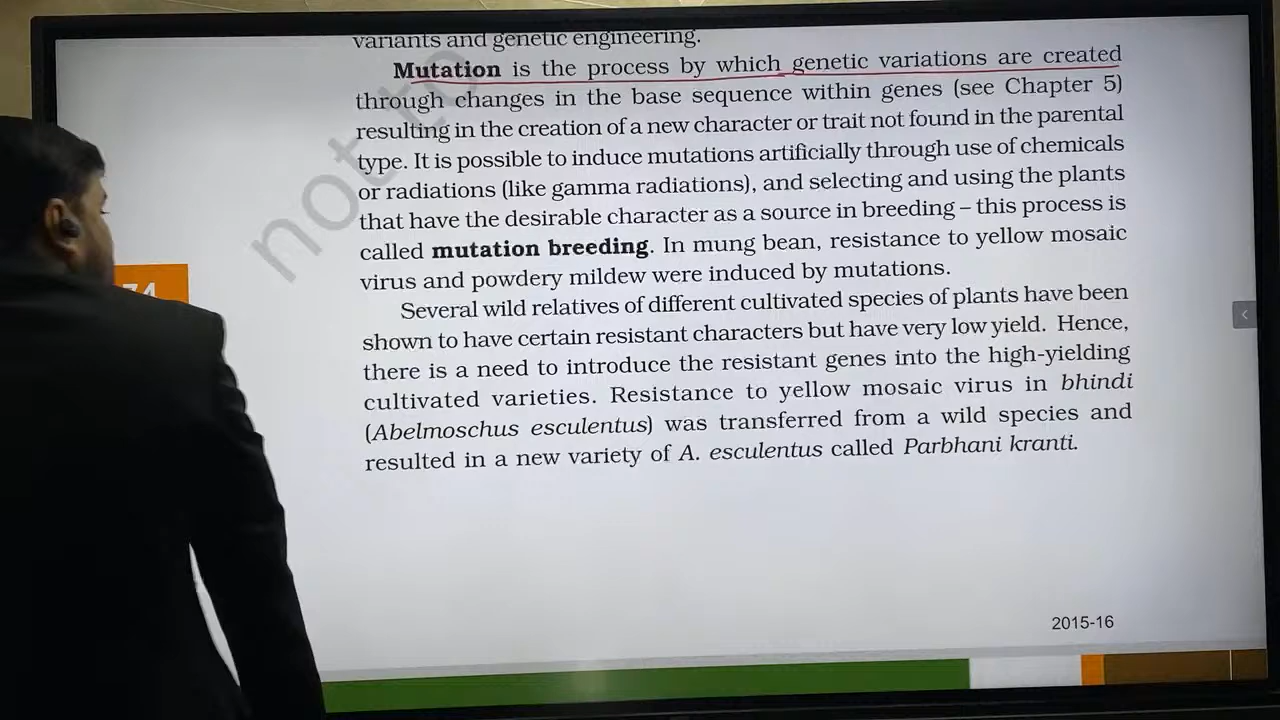 variants and genetic engineering.
Mutation is the process by which genetic variations are created
through changes in the base sequence within genes (see Chapter 5)
resulting in the creation of a new character or trait not found in the parental
type. It is possible to induce mutations artificially through use of chemicals
or radiations (like gamma radiations), and selecting and using the plants
that have the desirable character as a source in breeding – this process is
called mutation breeding. In mung bean, resistance to yellow mosaic
virus and powdery mildew were induced by mutations.
Several wild relatives of different cultivated species of plants have been
shown to have certain resistant characters but have very low yield. Hence,
there is a need to introduce the resistant genes into the high-yielding
cultivated varieties. Resistance to yellow mosaic virus in bhindi
(Abelmoschus esculentus) was transferred from a wild species and
resulted in a new variety of A. esculentus called Parbhani kranti.
not to
74
2015-16